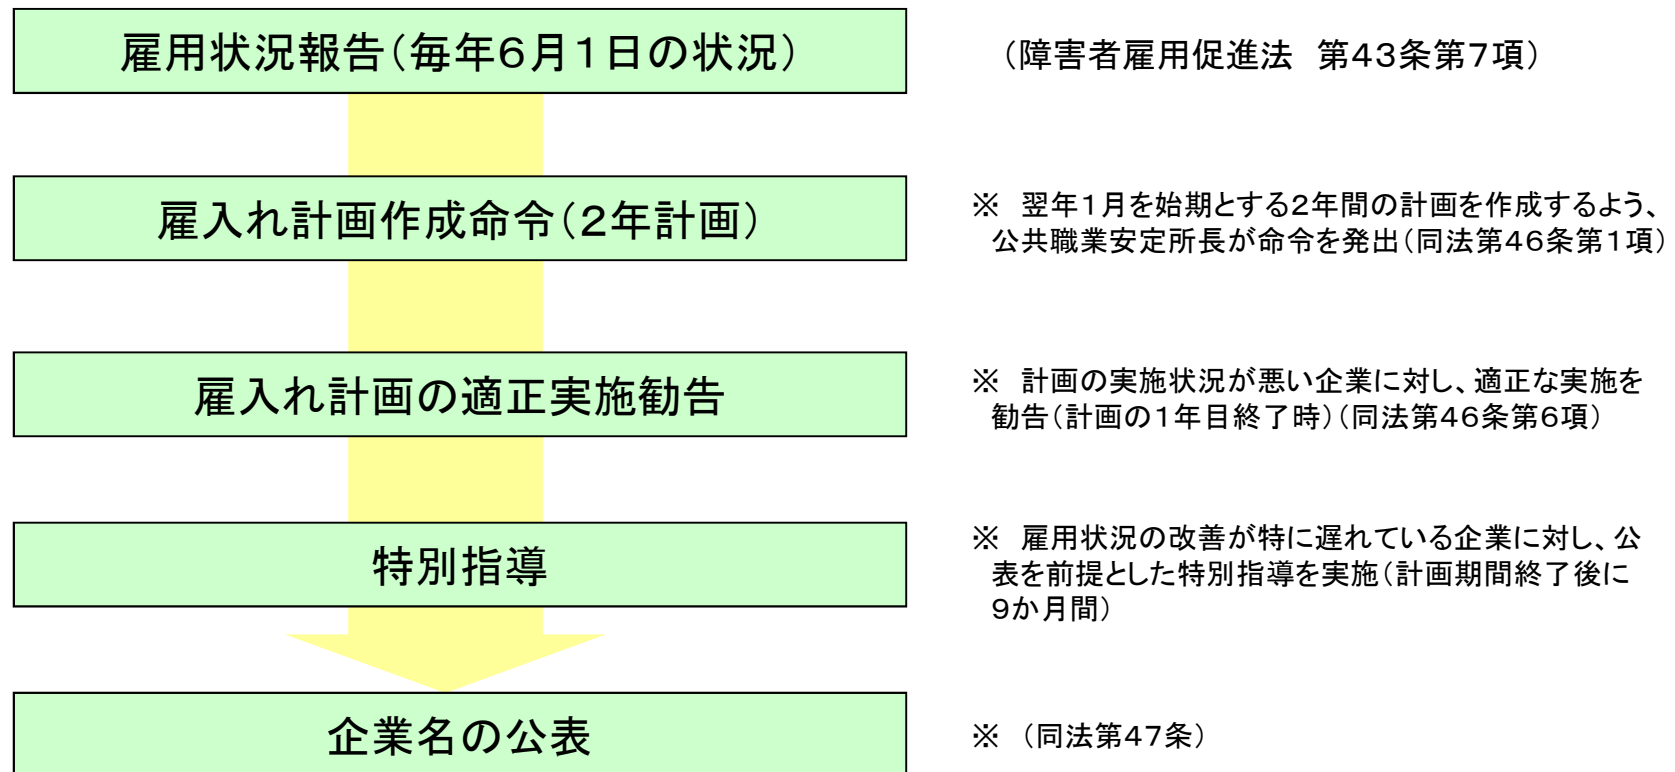 雇用状況報告（毎年６月１日の状況）
（障害者雇用促進法　第４３条第７項）
雇入れ計画作成命令（２年計画）
※　翌年１月を始期とする２年間の計画を作成するよう、
公共職業安定所長が命令を発出（同法第４６条第１項）
雇入れ計画の適正実施勧告
※　計画の実施状況が悪い企業に対し、適正な実施を
勧告（計画の１年目終了時）（同法第４６条第６項）
特別指導
※　雇用状況の改善が特に遅れている企業に対し、公
表を前提とした特別指導を実施（計画期間終了後に
９か月間）
企業名の公表
※　（同法第４７条）